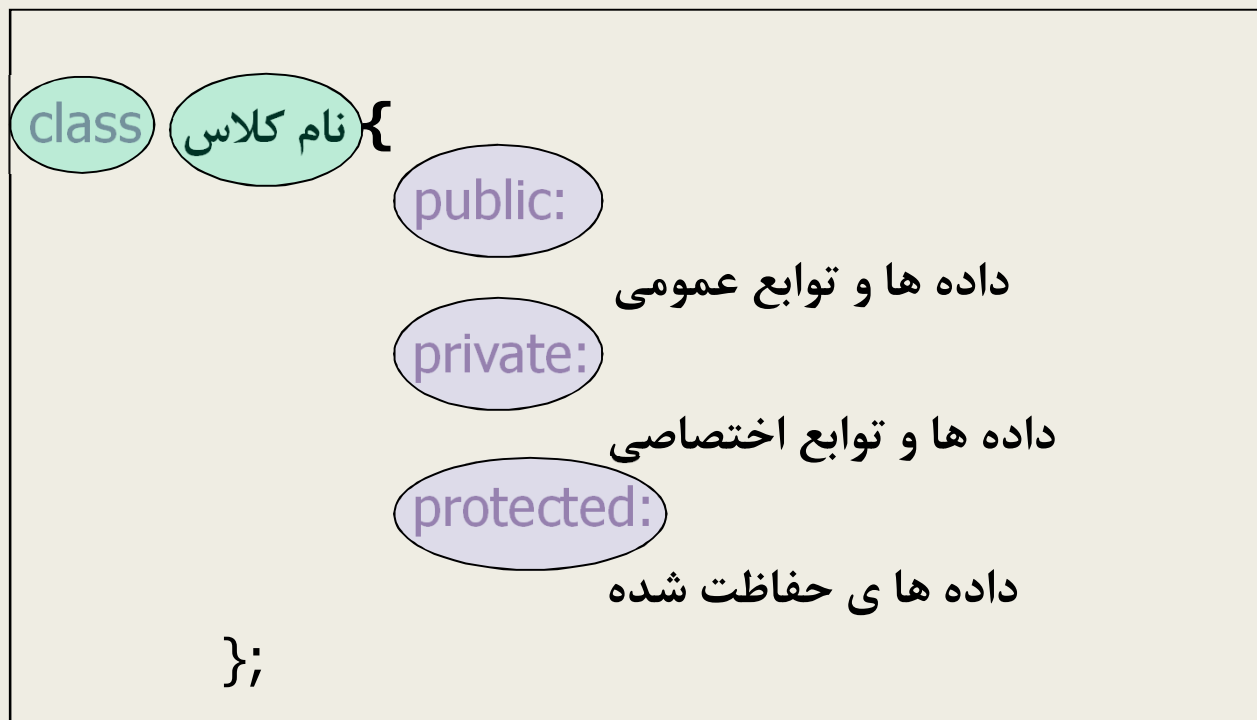 class نام کلاس {
public:
داده ها و توابع عمومی
private:
داده ها و توابع اختصاصی
protected:
داده ها ی حفاظت شده
};